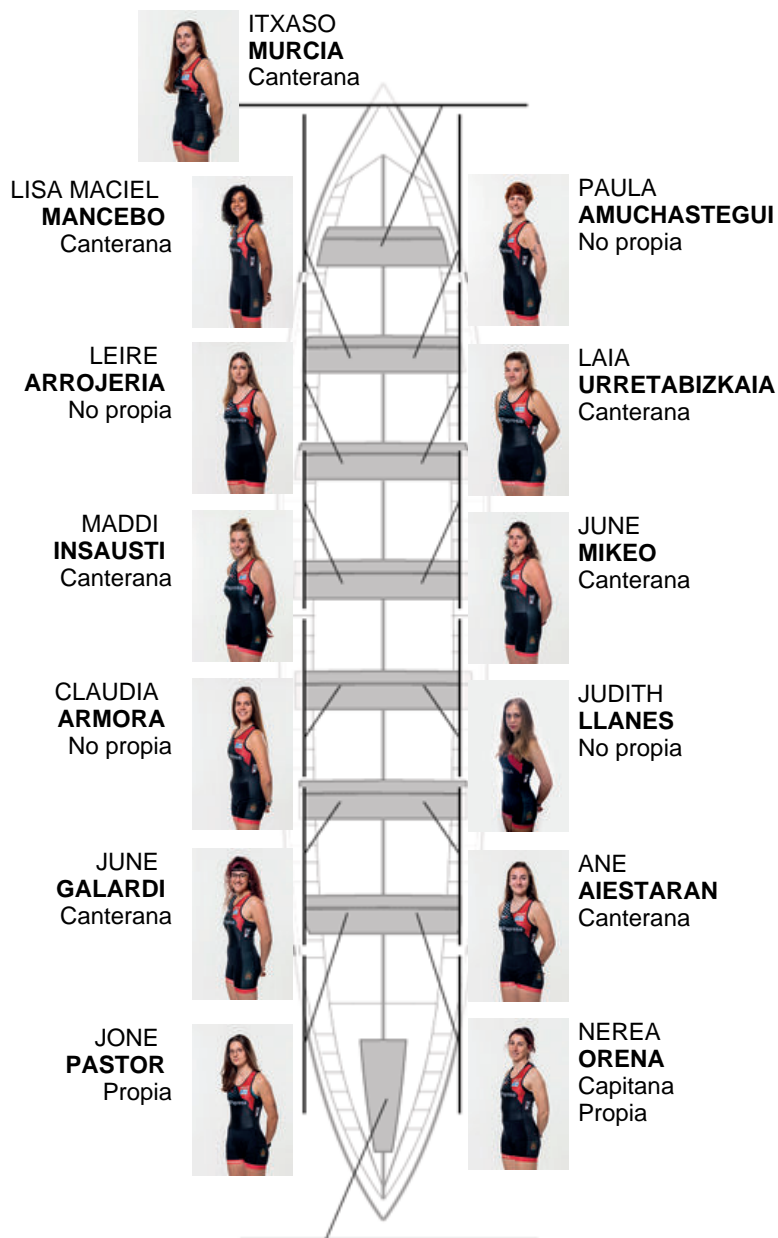 ITXASO
MURCIA
Canterana
LISA MACIEL
MANCEBO
Canterana
PAULA
AMUCHASTEGUI
No propia
LEIRE
ARROJERIA
No propia
LAIA
URRETABIZKAIA
Canterana
MADDI
INSAUSTI
Canterana
JUNE
MIKEO
Canterana
CLAUDIA
ARMORA
No propia
JUDITH
LLANES
No propia
JUNE
GALARDI
Canterana
ANE
AIESTARAN
Canterana
JONE
PASTOR
Propia
NEREA
ORENA
Capitana
Propia